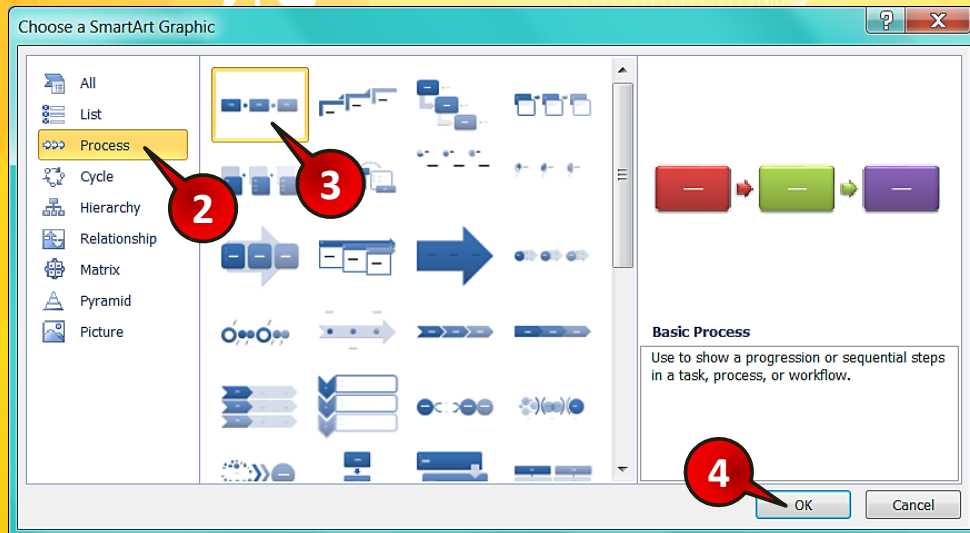 Choose a SmartArt Graphic
?
X
All
List
Process
Cycle
Hierarchy
Relationship
Matrix
Pyramid
Picture
2
3
Basic Process
Use to show a progression or sequential steps
in a task, process, or workflow.
4
OK
Cancel